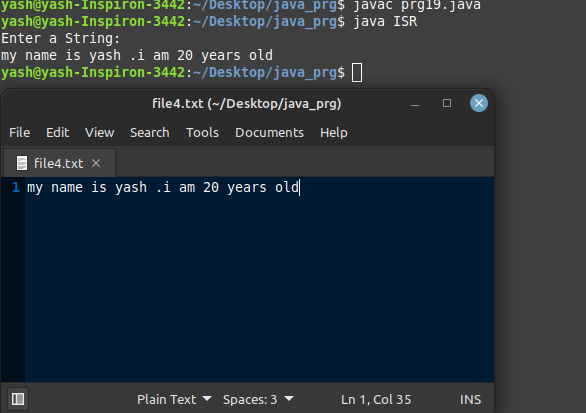 yash@yash-Inspiron-3442:~/Desktop/java_prg$ javac prg19.java
yash@yash-Inspiron-3442:~/Desktop/java_prg$ java ISR
Enter a String:
my name is yash .i am 20 years old
yash@yash-Inspiron-3442:~/Desktop/java_prg$
file4.txt (~/Desktop/java_prg)
File Edit View Search Tools Documents Help
file4.txt
1 my name is yash .i am 20 years old
Plain Text Spaces: 3 Ln 1, Col 35 INS